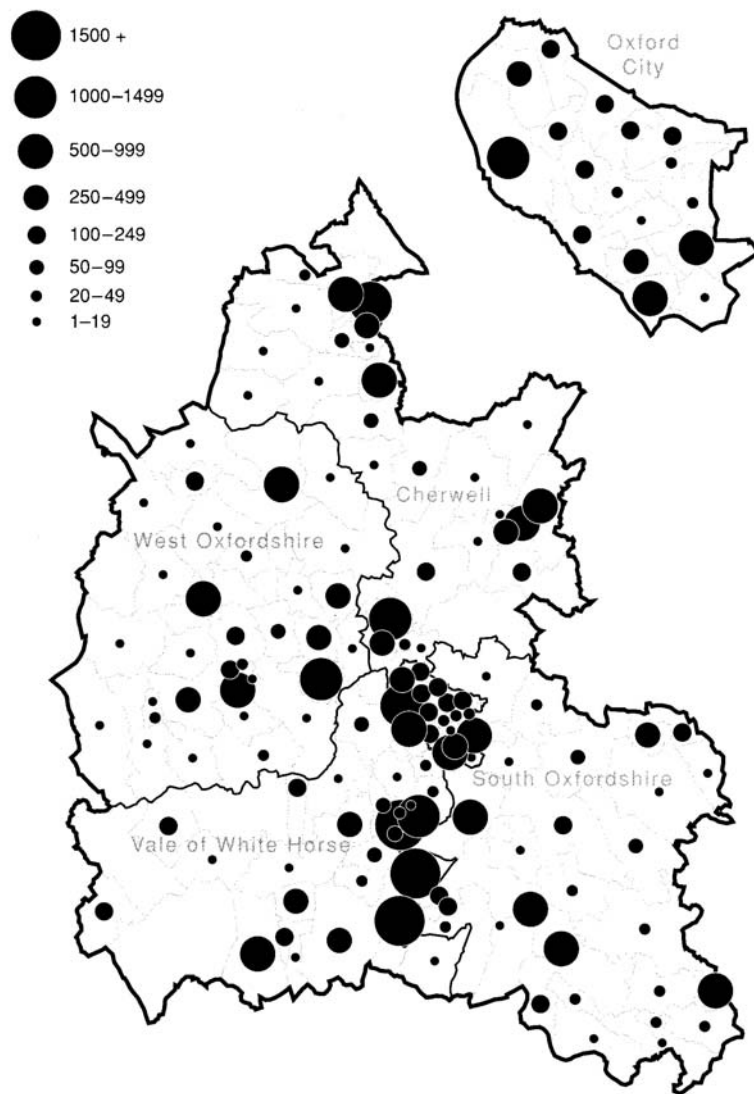 1500 +
1000–1499
500–999
250–499
100–249
50–99
20–49
1–19
Oxford
City
Cherwell
West Oxfordshire
South Oxfordshire
Vale of White Horse